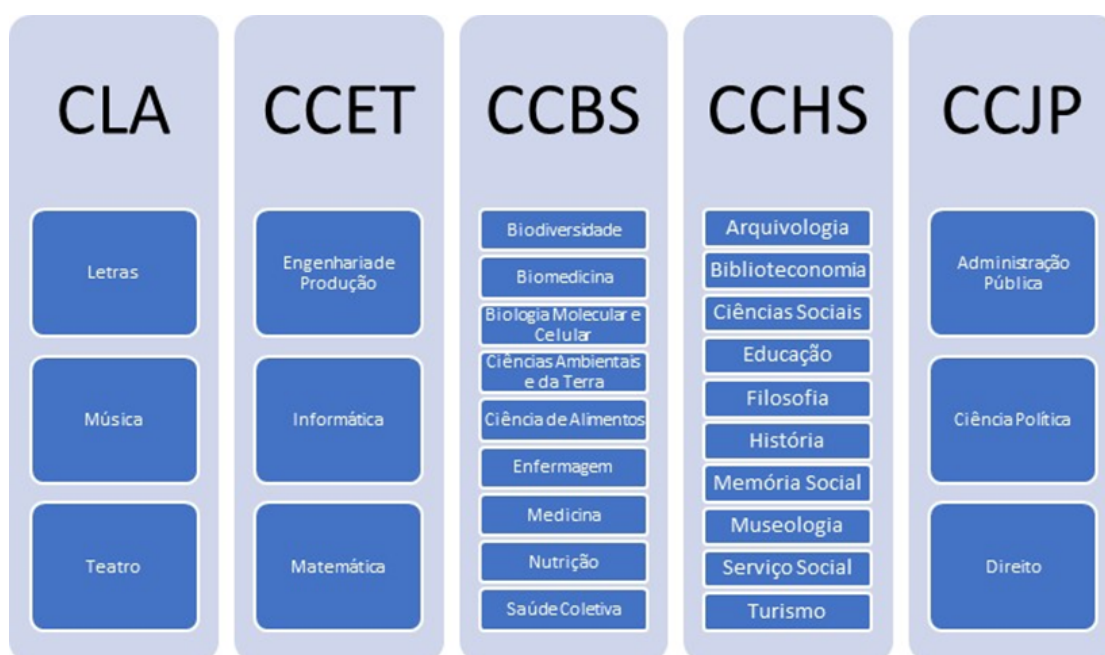 CLA
Letras
Música
Teatro
CCET
Engenharia de
Produção
Informática
Matemática
CCBS
Biodiversidade
Biomedicina
Biologia Molecular e
Celular
Ciências Ambientais
e da Terra
Ciência de Alimentos
Enfermagem
Medicina
Nutrição
Saúde Coletiva
CCHS
Arquivologia
Biblioteconomia
Ciências Sociais
Educação
Filosofia
História
Memória Social
Museologia
Serviço Social
Turismo
CCJP
Administração
Pública
Ciência Política
Direito